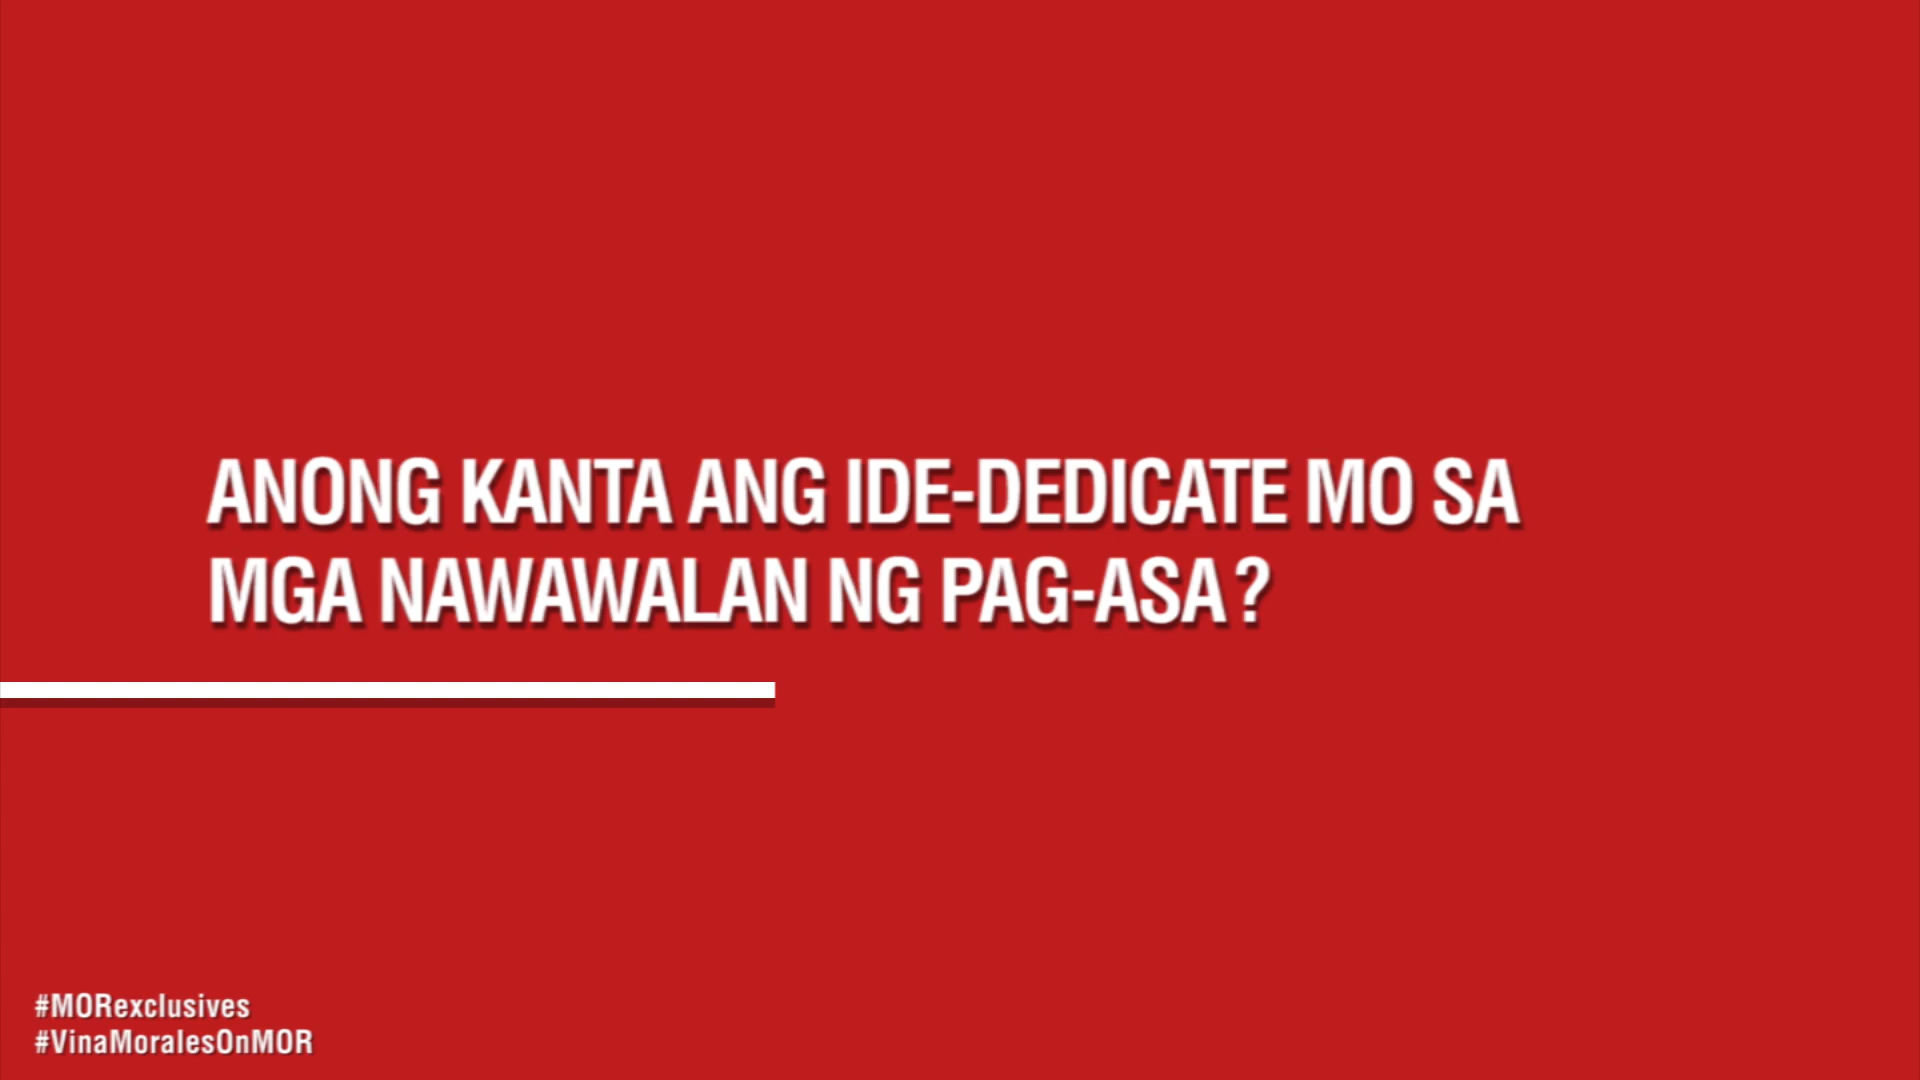 ANONG KANTA ANG IDE-DEDICATE MO SA
MGA NAWAWALAN NG PAG-ASA?
#MORexclusives
#VinaMoralesOnMOR